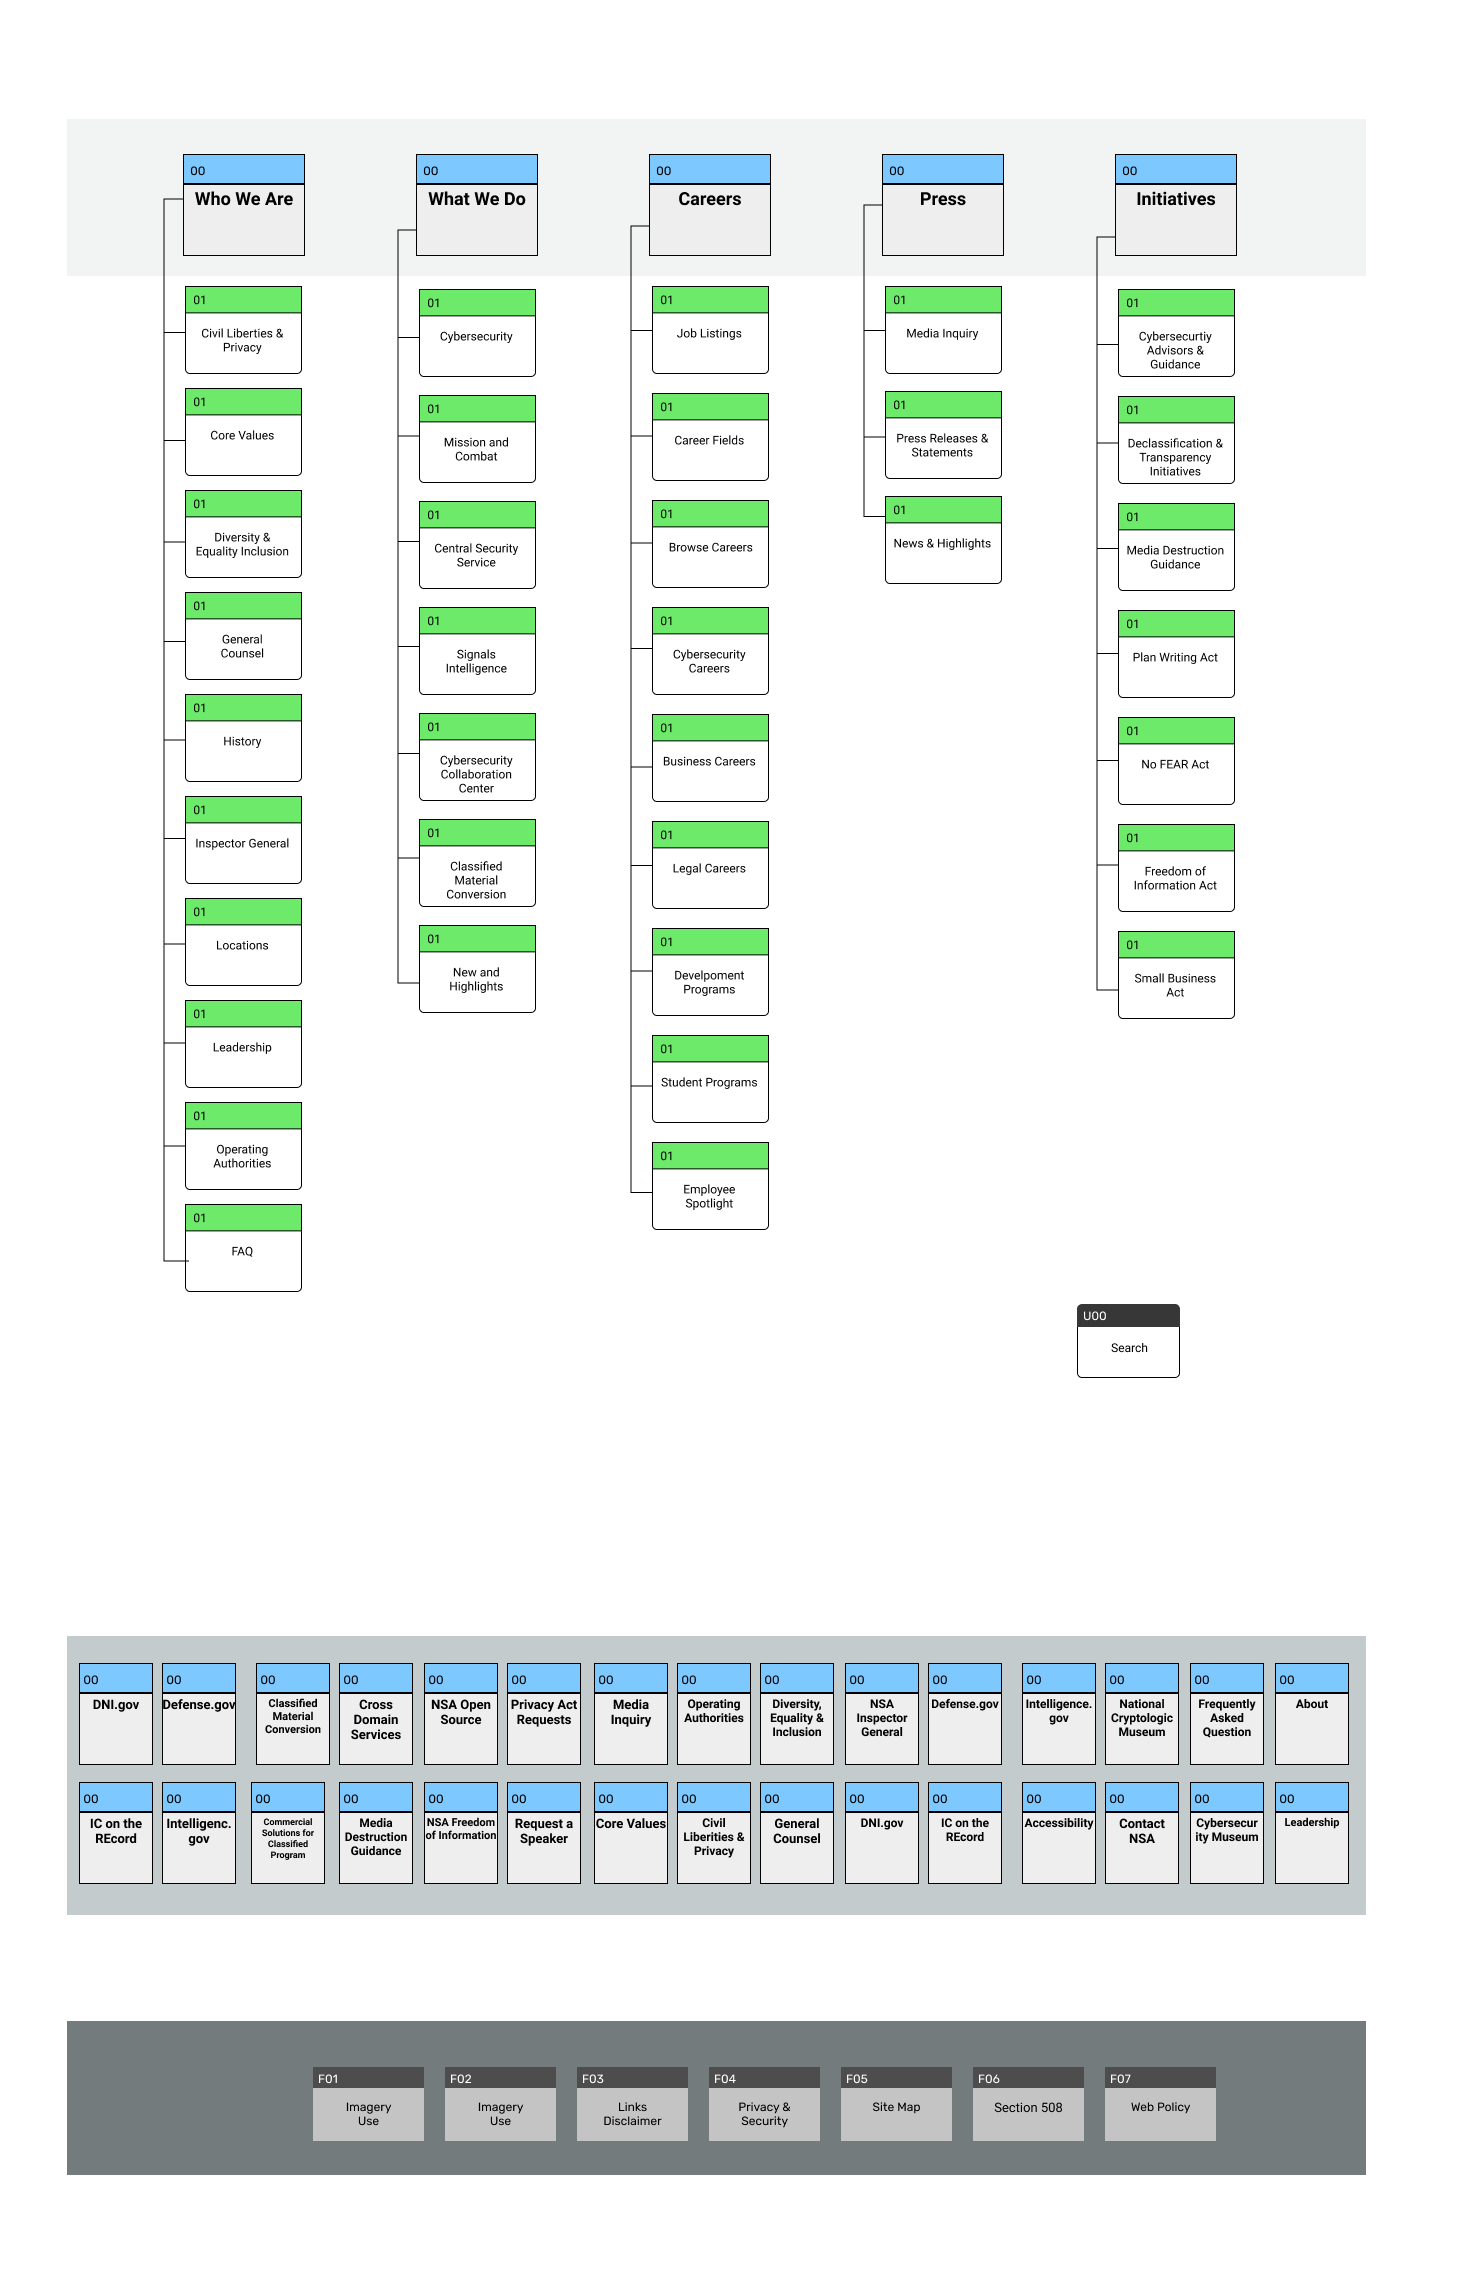 00
Who We Are
00
What We Do
00
Careers
00
Press
00
Initiatives
01
Civil Liberties &
Privacy
01
Core Values
01
Diversity &
Equality Inclusion
01
General
Counsel
01
History
01
Inspector General
01
Locations
01
Leadership
01
Operating
Authorities
01
FAQ
01
Cybersecurity
01
Mission and
Combat
01
Central Security
Service
01
Signals
Intelligence
01
Cybersecurity
Collaboration
Center
01
Classified
Material
Conversion
01
New and
Highlights
01
Job Listings
01
Career Fields
01
Browse Careers
01
Cybersecurity
Careers
01
Business Careers
01
Legal Careers
01
Develpoment
Programs
01
Student Programs
01
Employee
Spotlight
01
Media Inquiry
01
Press Releases &
Statements
01
News & Highlights
01
Cybersecurtiy
Advisors &
Guidance
01
Declassification &
Transparency
Initiatives
01
Media Destruction
Guidance
01
Plan Writing Act
01
No FEAR Act
01
Freedom of
Information Act
01
Small Business
Act
U00
Search
00
DNI.gov
00
Defense.gov
00
Classified
Material
Conversion
00
Cross
Domain
Services
00
NSA Open
Source
00
Privacy Act
Requests
00
Media
Inquiry
00
Operating
Authorities
00
Diversity,
Equality &
Inclusion
00
NSA
Inspector
General
00
Defense.gov
00
Intelligence.
gov
00
National
Cryptologic
Museum
00
Frequently
Asked
Question
00
About
00
IC on the
REcord
00
Intelligenc.
gov
00
Commercial
Solutions for
Classified
Program
00
Media
Destruction
Guidance
00
NSA Freedom
of Information
00
Request a
Speaker
00
Core Values
00
Civil
Liberities &
Privacy
00
General
Counsel
00
DNI.gov
00
IC on the
REcord
00
Accessibility
00
Contact
NSA
00
Cybersecur
ity Museum
00
Leadership
F01
Imagery
Use
F02
Imagery
Use
F03
Links
Disclaimer
F04
Privacy &
Security
F05
Site Map
F06
Section 508
F07
Web Policy